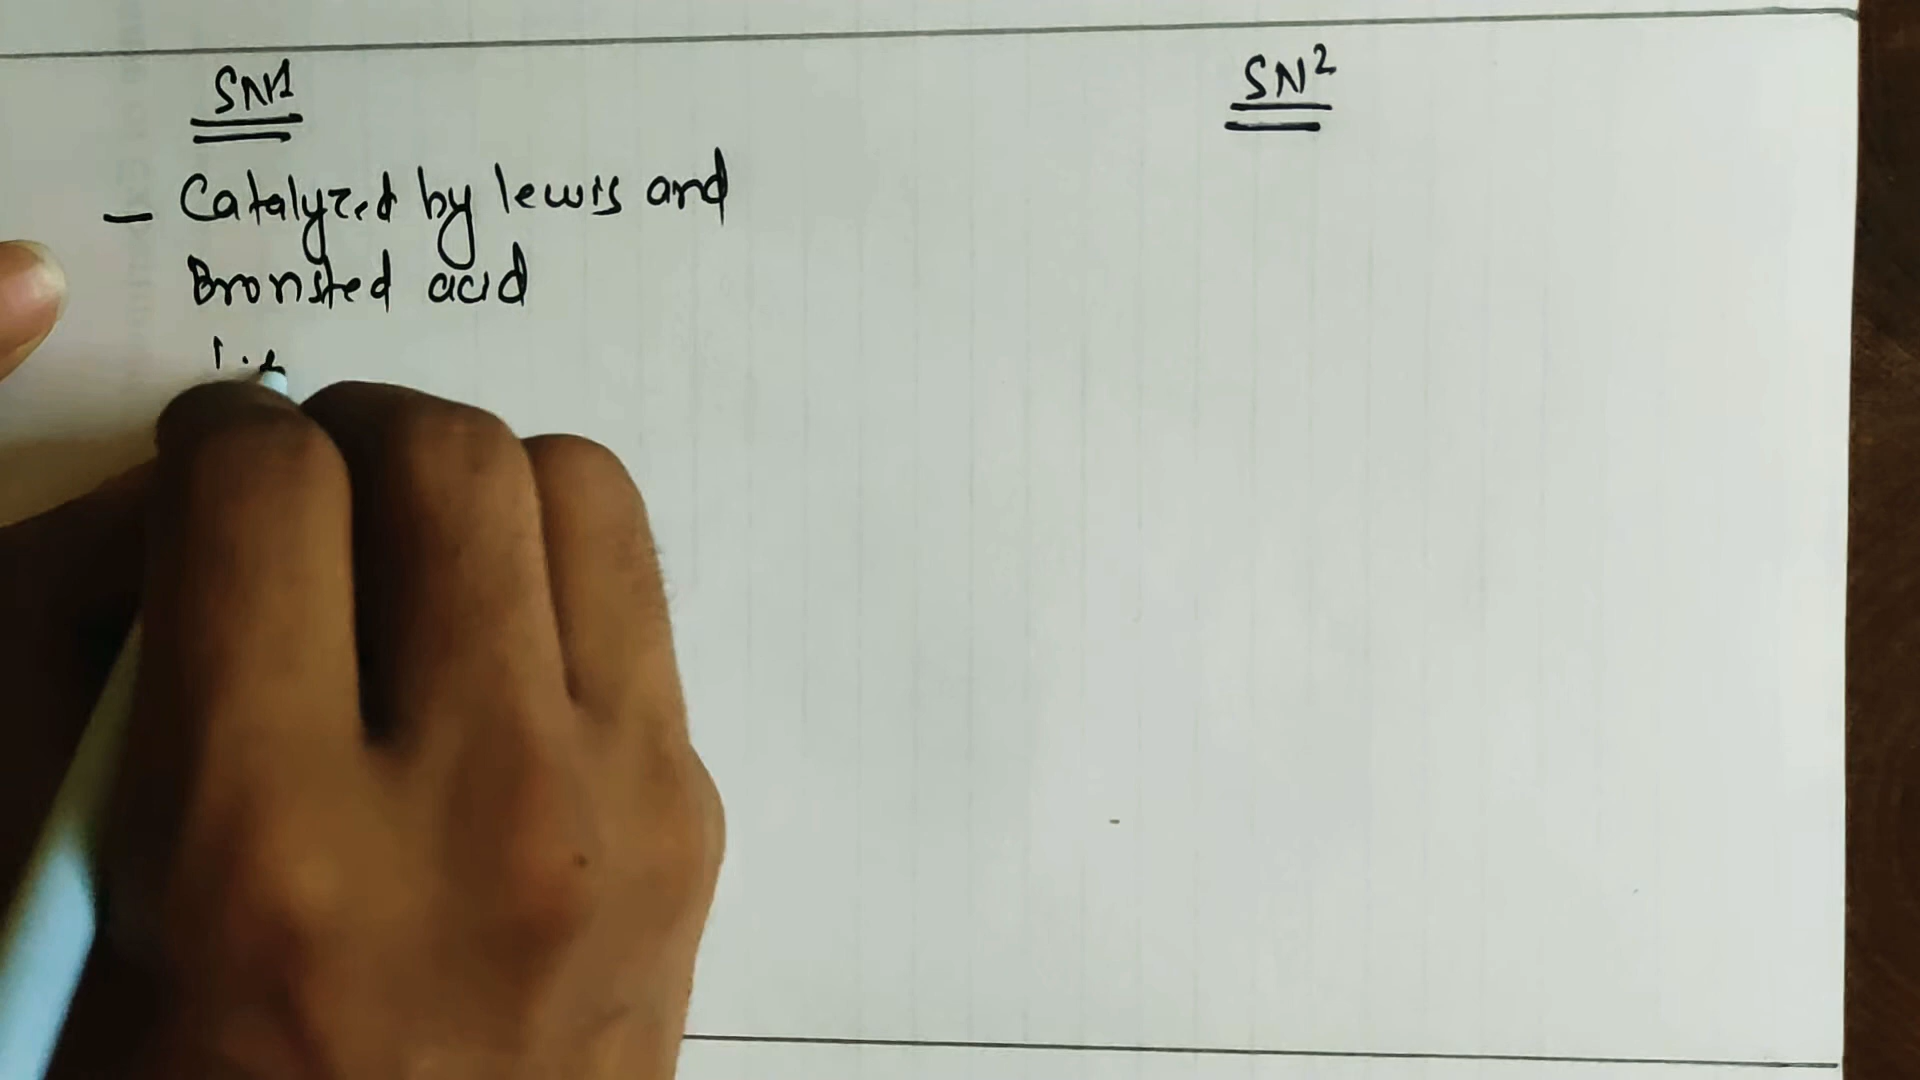 SN1
SN2
- Catalyzed by lewis and
Bronsted acid
i.e